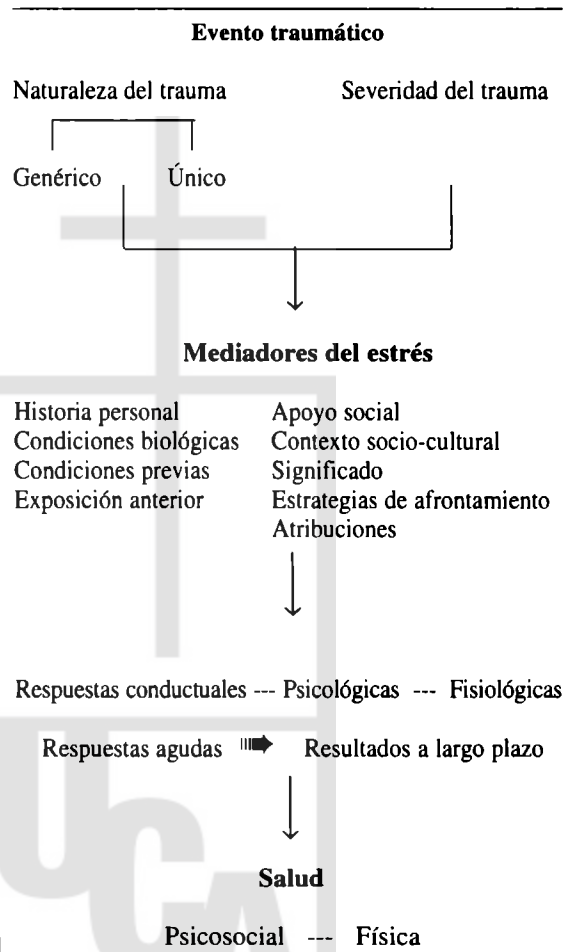 Evento traumático
Naturaleza del trauma Severidad del trauma
Genérico Único
Mediadores del estrés
Historia personal Apoyo social
Condiciones biológicas Contexto socio-cultural
Condiciones previas Significado
Exposición anterior Estrategias de afrontamiento
Atribuciones
Respuestas conductuales --- Psicológicas --- Fisiológicas
Respuestas agudas Resultados a largo plazo
Salud
Psicosocial --- Física
UCA